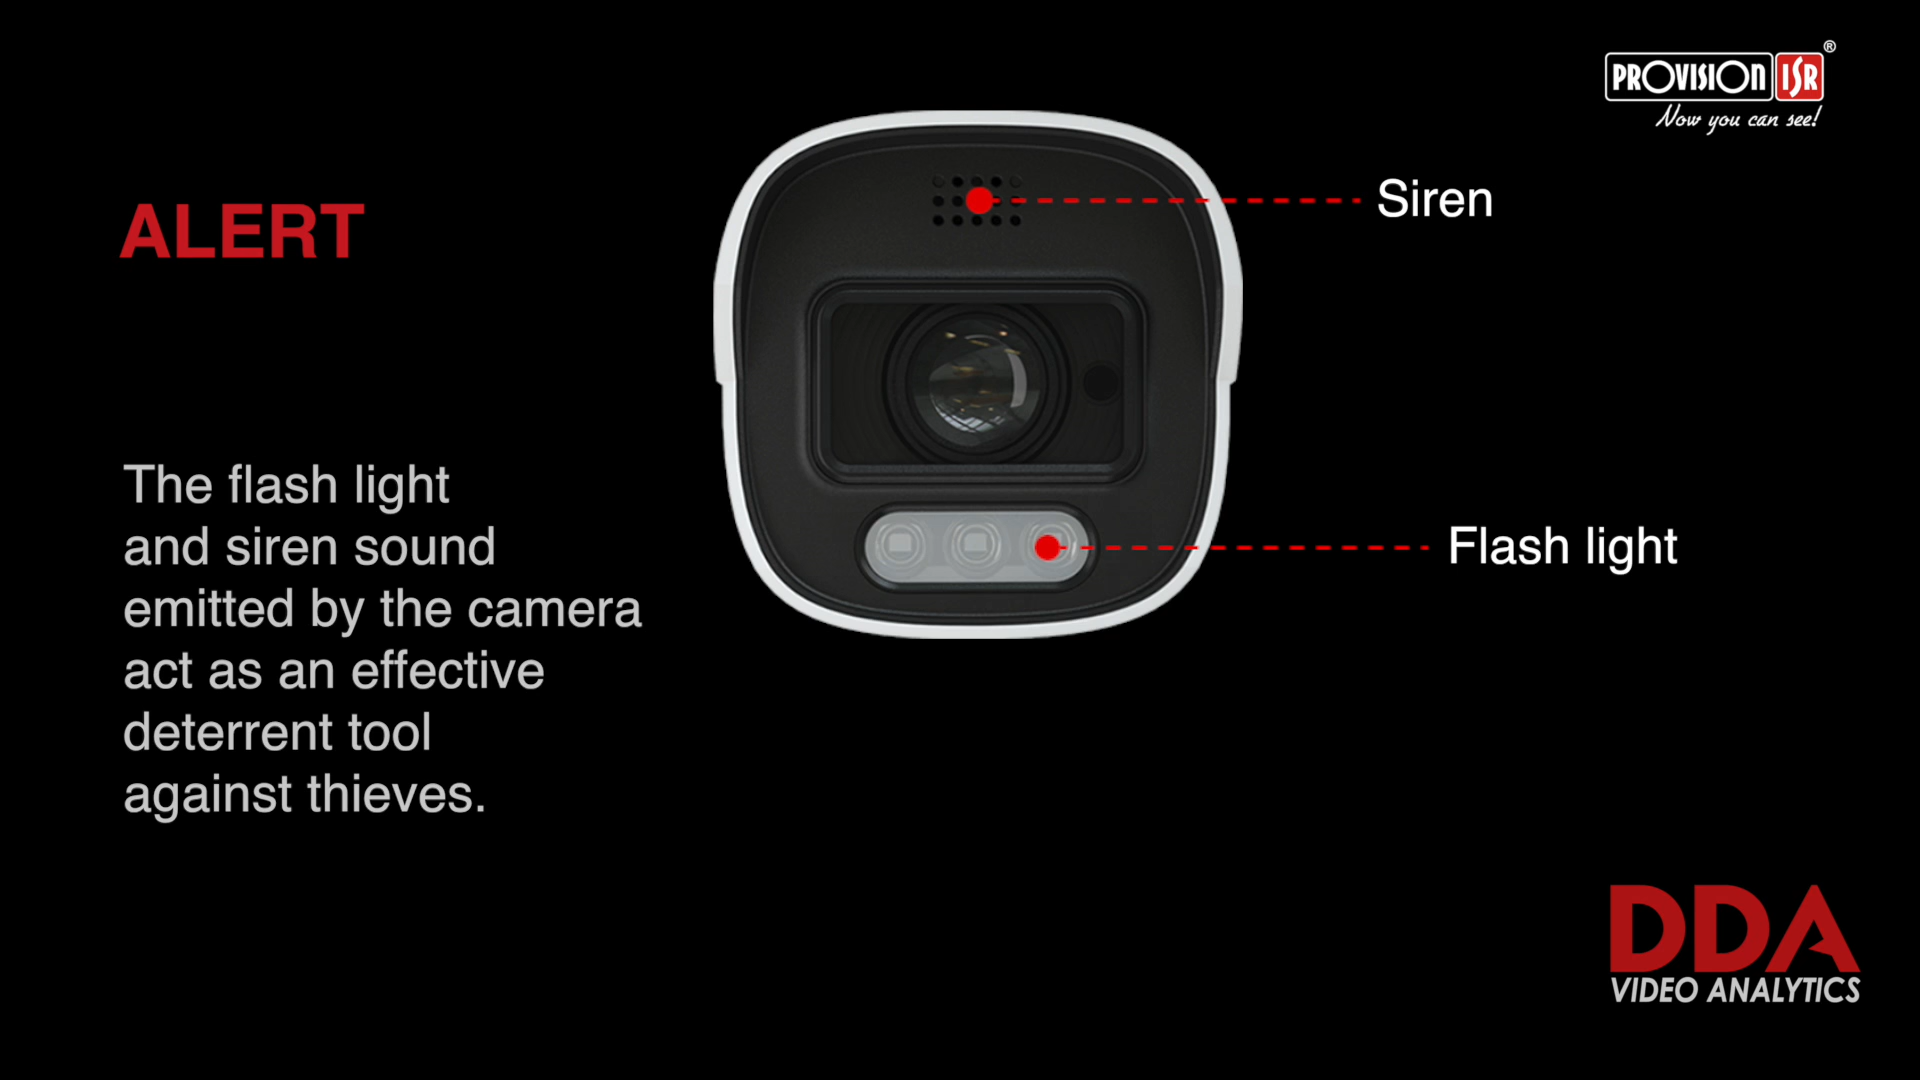 PROVISION ISR®
Now you can see!
ALERT
Siren
The flash light
and siren sound
emitted by the camera
act as an effective
deterrent tool
against thieves.
Flash light
DDA
VIDEO ANALYTICS